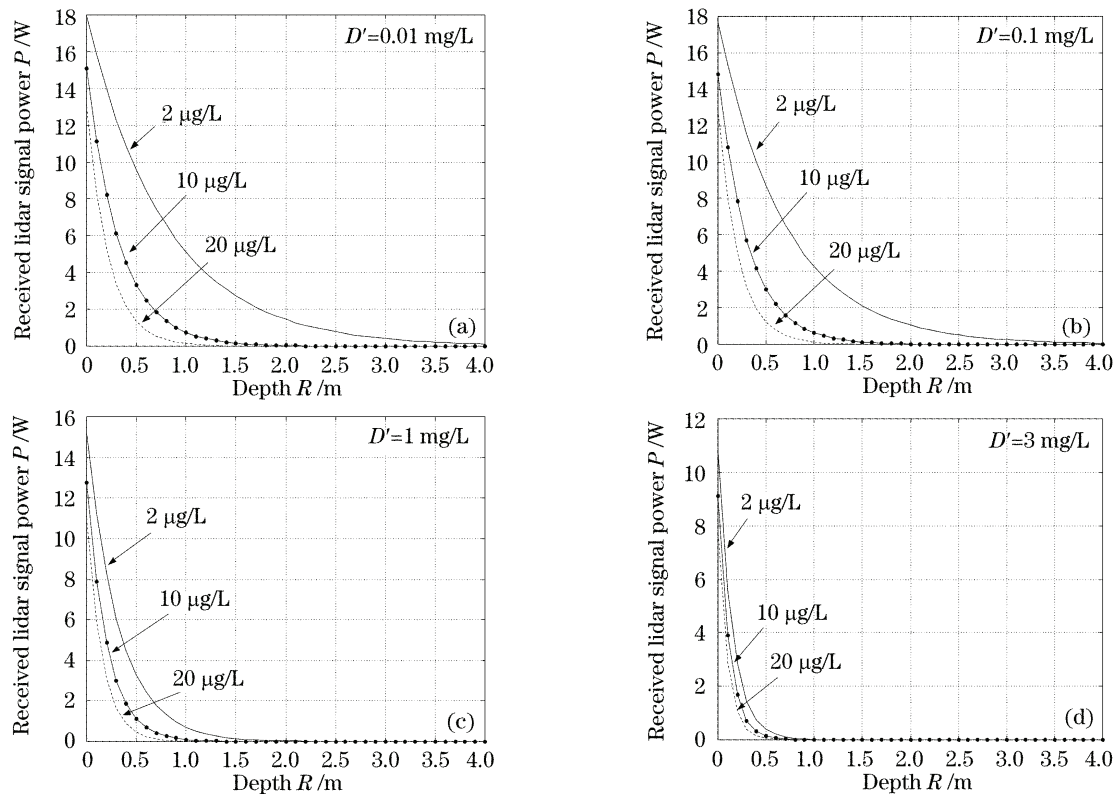 D′=0.01 mg/L
Received lidar signal power P /W
18
16
14
12
10
8
6
4
2
0
2 μg/L
10 μg/L
20 μg/L
(a)
0 0.5 1.0 1.5 2.0 2.5 3.0 3.5 4.0
Depth R /m
D′=0.1 mg/L
Received lidar signal power P /W
18
16
14
12
10
8
6
4
2
0
2 μg/L
10 μg/L
20 μg/L
(b)
0 0.5 1.0 1.5 2.0 2.5 3.0 3.5 4.0
Depth R /m
D′=1 mg/L
Received lidar signal power P /W
16
14
12
10
8
6
4
2
0
2 μg/L
10 μg/L
20 μg/L
(c)
0 0.5 1.0 1.5 2.0 2.5 3.0 3.5 4.0
Depth R /m
D′=3 mg/L
Received lidar signal power P /W
12
10
8
6
4
2
0
2 μg/L
10 μg/L
20 μg/L
(d)
0 0.5 1.0 1.5 2.0 2.5 3.0 3.5 4.0
Depth R /m